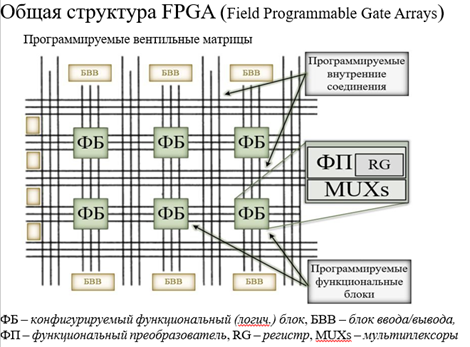 Общая структура FPGA (Field Programmable Gate Arrays)
Программируемые вентильные матрицы
БВВ БВВ БВВ
Программируемые
внутренние
соединения
ФБ ФБ ФБ
ФП RG
MUXs
ФБ ФБ ФБ
Программируемые
функциональные
блоки
БВВ БВВ БВВ
ФБ – конфигурируемый функциональный (логич.) блок, БВВ – блок ввода/вывода,
ФП – функциональный преобразователь, RG – регистр, MUXs – мультиплексоры